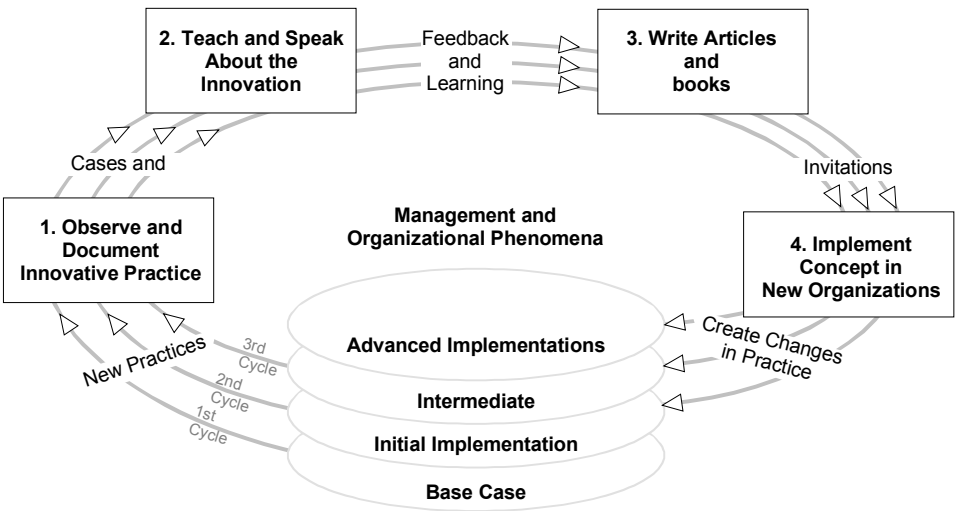 2. Teach and Speak
About the
Innovation
Feedback
and
Learning
3. Write Articles
and
books
Cases and
Invitations
1. Observe and
Document
Innovative Practice
Management and
Organizational Phenomena
4. Implement
Concept in
New Organizations
New Practices
3rd
Cycle
2nd
Cycle
1st
Cycle
Advanced Implementations
Intermediate
Initial Implementation
Base Case
Create Changes
in Practice